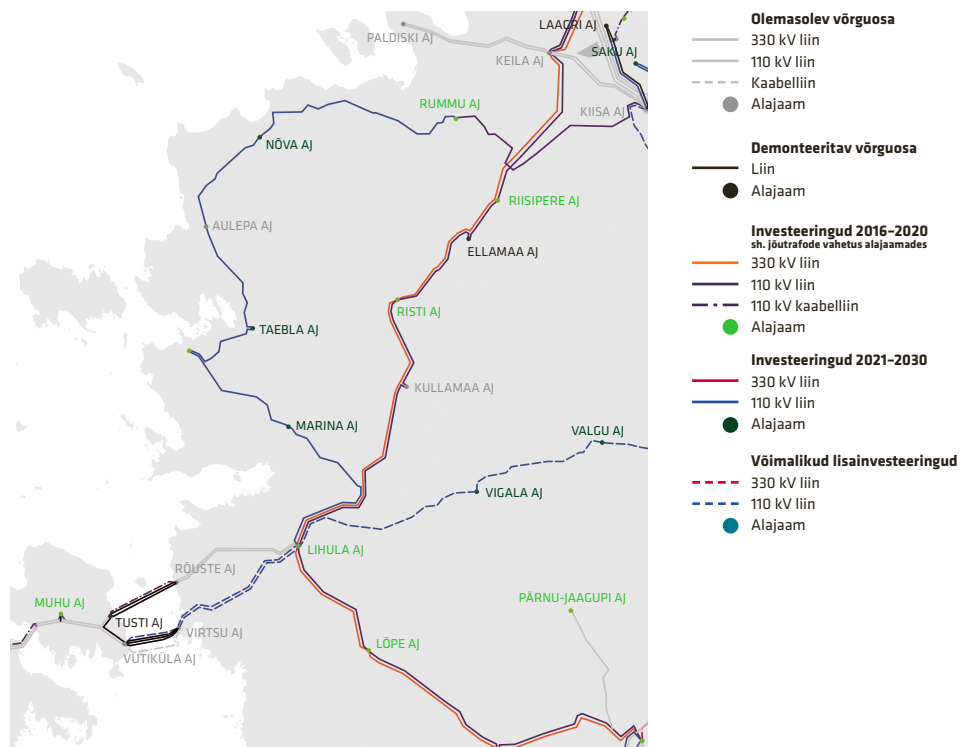 LAAGRI AJ
PALDISKI AJ
SAKU AJ
KEILA AJ
RUMMU AJ
KIISA AJ
NÕVA AJ
RIISIPERE AJ
AULEPA AJ
ELLAMAA AJ
RISTI AJ
TAEBLA AJ
KULLAMAA AJ
MARINA AJ
VALGU AJ
VIGALA AJ
LIHULA AJ
RÕUSTE AJ
MUHU AJ
PÄRNU-JAAGUPI AJ
TUSTI AJ
VIRTSU AJ
LÕPE AJ
VÕTIKÜLA AJ
Olemasolev võrguosa
330 kV liin
110 kV liin
Kaabelliin
Alajaam
Demonteeritav võrguosa
Liin
Alajaam
Investeeringud 2016–2020
sh. jõutrafode vahetus alajaamades
330 kV liin
110 kV liin
110 kV kaabelliin
Alajaam
Investeeringud 2021–2030
330 kV liin
110 kV liin
Alajaam
Võimalikud lisainvesteeringud
330 kV liin
110 kV liin
Alajaam